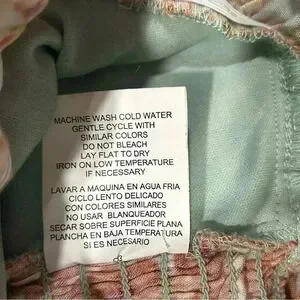 MACHINE WASH COLD WATER
GENTLE CYCLE WITH
SIMILAR COLORS
DO NOT BLEACH
LAY FLAT TO DRY
IRON ON LOW TEMPERATURE
IF NECESSARY
LAVAR A MAQUINA EN AGUA FRIA
CICLO LENTO DELICADO
CON COLORES SIMILARES
NO USAR BLANQUEADOR
SECAR SOBRE SUPERFICIE PLANA
PLANCHA EN BAJA TEMPERATURA
SI ES NECESARIO